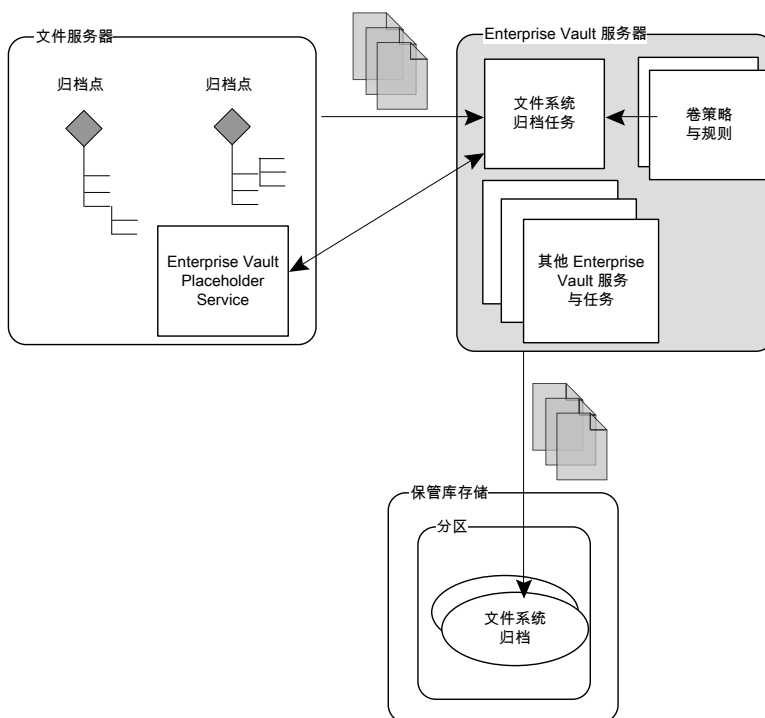 文件服务器
归档点
归档点
Enterprise Vault
Placeholder
Service
Enterprise Vault 服务器
文件系统
归档任务
卷策略
与规则
其他 Enterprise
Vault 服务
与任务
保管库存储
分区
文件系统
归档